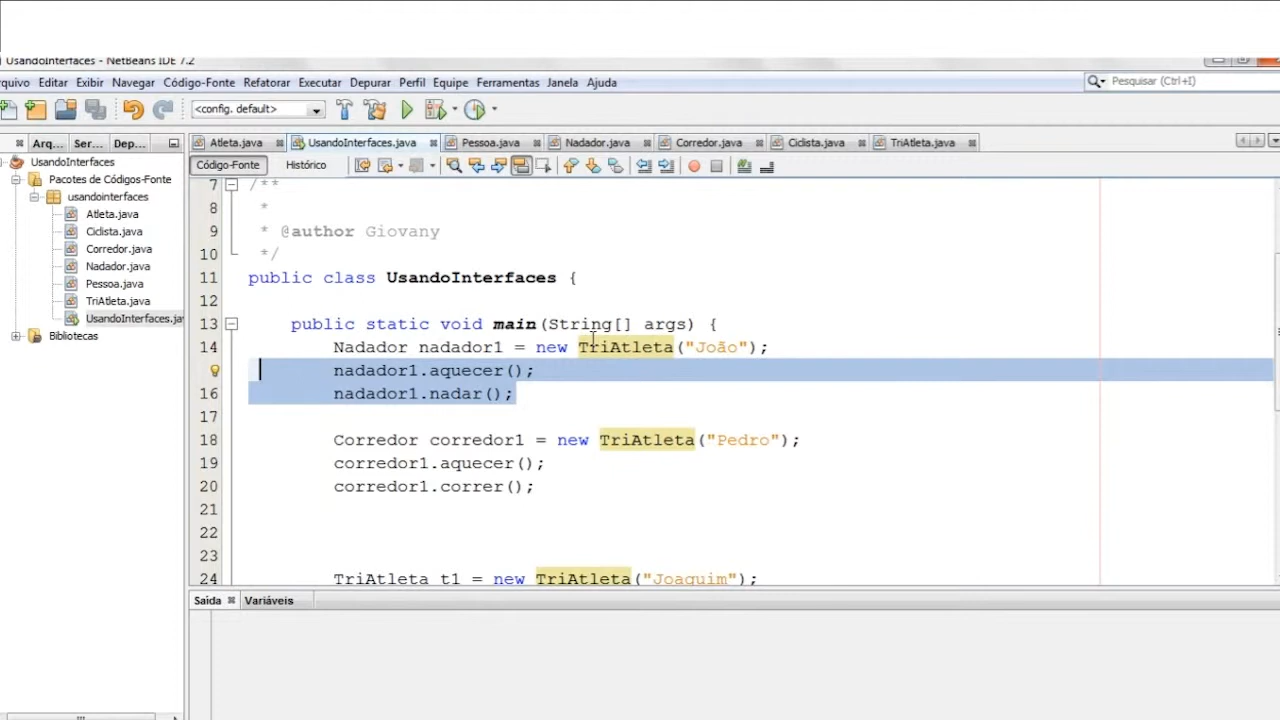 UsandoInterfaces - NetBeans IDE 7.2
rquivo Editar Exibir Navegar Código-Fonte Refatorar Executar Depurar Perfil Equipe Ferramentas Janela Ajuda
Pesquisar (Ctrl+I)
<config. default>
Arq... Ser... Dep...
Atleta.java UsandoInterfaces.java Pessoa.java Nadador.java Corredor.java Ciclista.java TriAtleta.java
Código-Fonte Histórico
UsandoInterfaces
Pacotes de Códigos-Fonte
usandointerfaces
Atleta.java
Ciclista.java
Corredor.java
Nadador.java
Pessoa.java
TriAtleta.java
UsandoInterfaces.jav
Bibliotecas
7 /**
8 *
9 * @author Giovany
10 */
11 public class UsandoInterfaces {
12
13 public static void main(String[] args) {
14 Nadador nadador1 = new TriAtleta("João");
nadador1.aquecer();
16 nadador1.nadar();
17
18 Corredor corredor1 = new TriAtleta("Pedro");
19 corredor1.aquecer();
20 corredor1.correr();
21
22
23
24 TriAtleta t1 = new TriAtleta("Joaquim");
Saída Variáveis